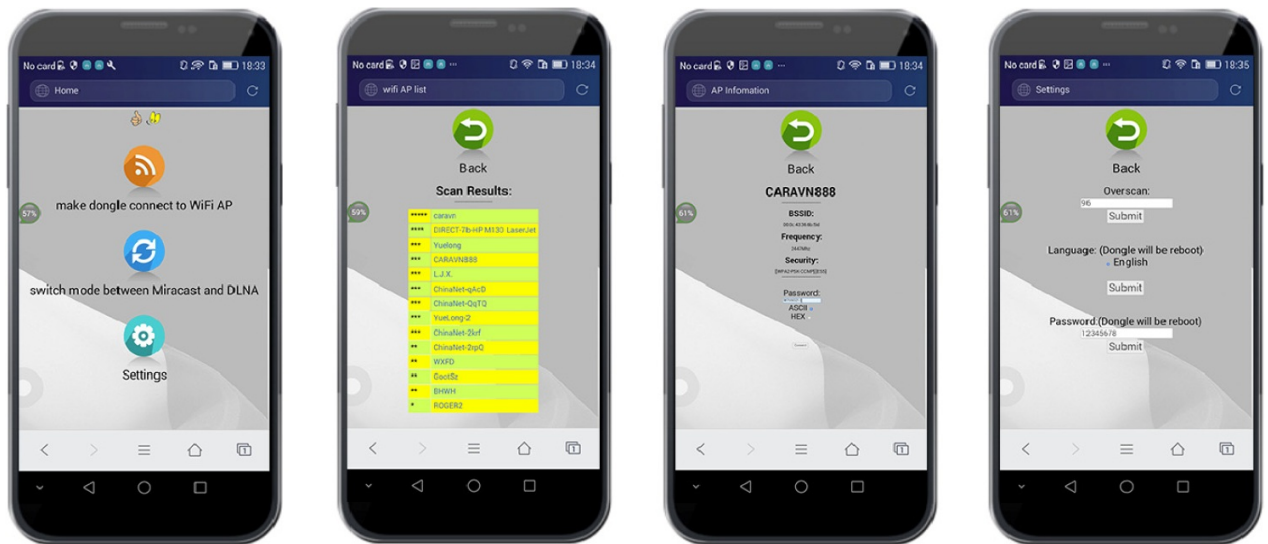 No card 18:33
Home
57%
make dongle connect to WiFi AP
switch mode between Miracast and DLNA
Settings
No card 18:34
wifi AP list
Back
59%
Scan Results:
***** caravn
**** DIRECT-7b-HP M130 LaserJet
*** Yuelong
*** CARAVN888
*** L.J.X.
*** ChinaNet-qAcD
*** ChinaNet-QqTQ
*** YueLong-2
*** ChinaNet-2krf
** ChinaNet-2rpQ
** WXFD
**
** BHWH
* ROGER2
1
No card 18:34
AP Infomation
Back
61%
CARAVN888
BSSID:
Frequency:
Security:
Password:
ASCII
HEX
1
No card 18:35
Settings
Back
61%
Overscan:
96
Submit
Language: (Dongle will be reboot)
English
Submit
Password:(Dongle will be reboot)
12345678
Submit
1